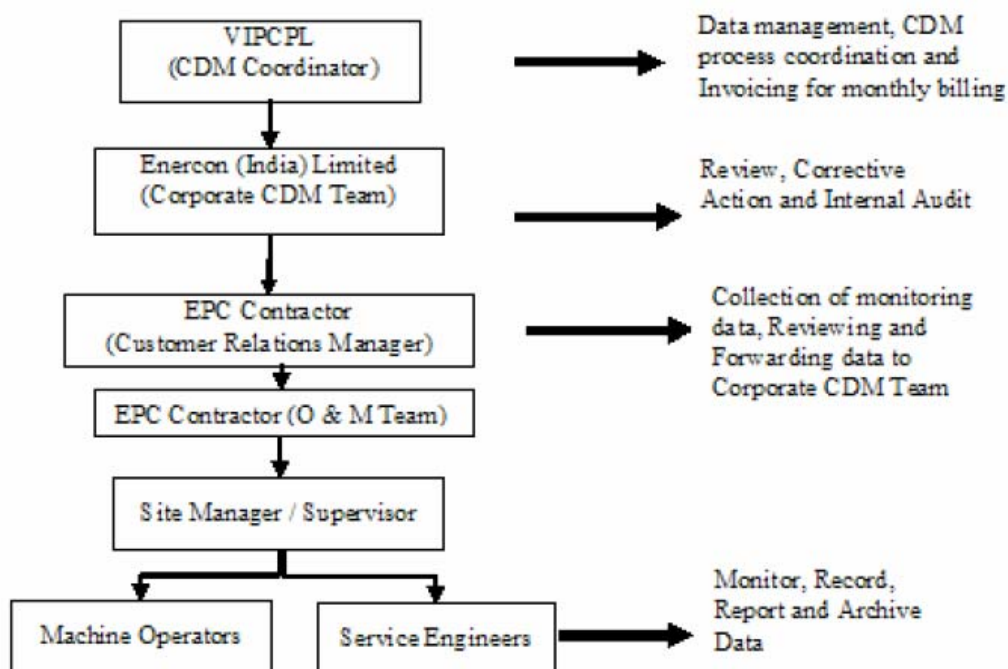 VIPCPL
(CDM Coordinator)
Data management, CDM
process coordination and
Invoicing for monthly billing
Enercon (India) Limited
(Corporate CDM Team)
Review, Corrective
Action and Internal Audit
EPC Contractor
(Customer Relations Manager)
Collection of monitoring
data, Reviewing and
Forwarding data to
Corporate CDM Team
EPC Contractor (O & M Team)
Site Manager / Supervisor
Machine Operators
Service Engineers
Monitor, Record,
Report and Archive
Data